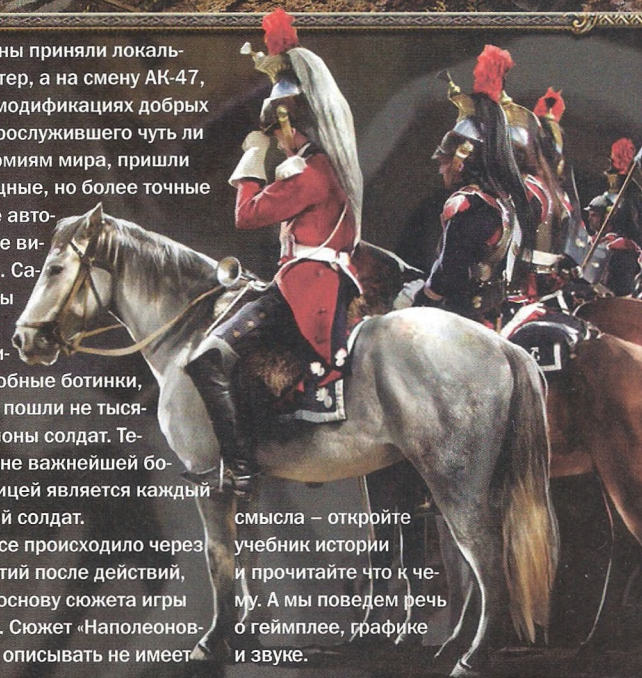 ны приняли локаль-
тер, а на смену АК-47,
модификациях добрых
рослужившего чуть ли
рмиям мира, пришли
щные, но более точные
е авто-
е ви-
. Са-
ы
и-
обные ботинки,
пошли не тыся-
оны солдат. Те-
не важнейшей бо-
ицей является каждый
й солдат.
се происходило через
тий после действий,
основу сюжета игры
. Сюжет «Наполеонов-
описывать не имеет
смысла – откройте
учебник истории
и прочитайте что к че-
му. А мы поведем речь
о геймплее, графике
и звуке.